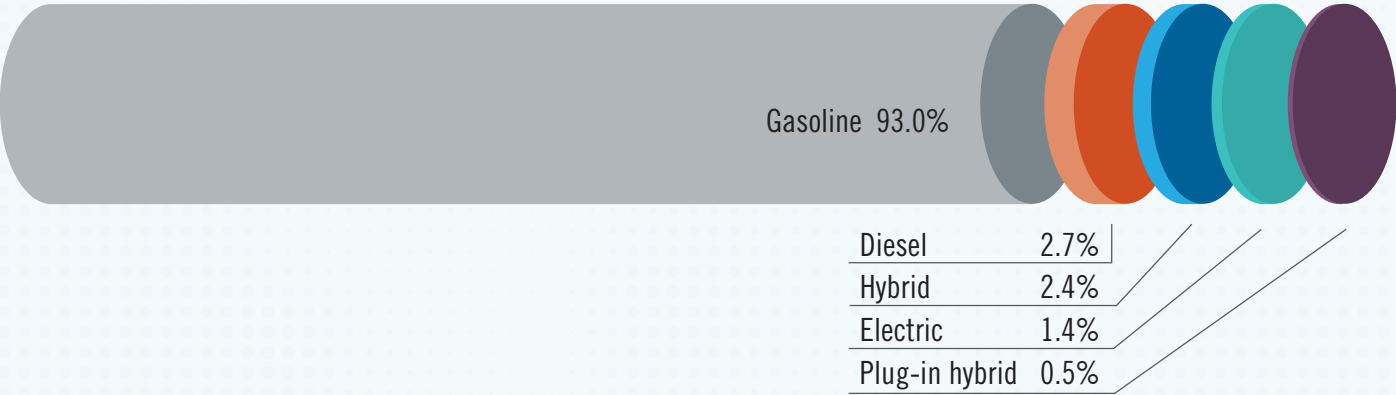 Gasoline 93.0%
Diesel 2.7%
Hybrid 2.4%
Electric 1.4%
Plug-in hybrid 0.5%